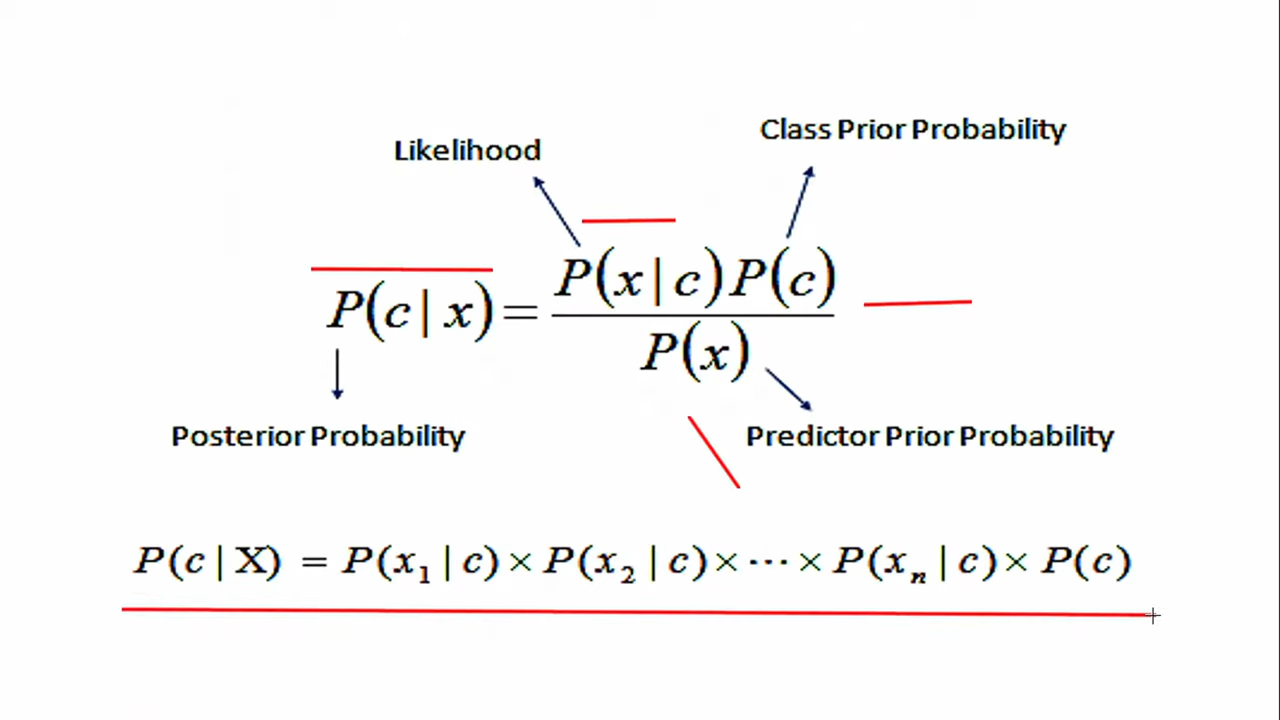 Class Prior Probability
Likelihood
P(c | x) = P(x | c) P(c) / P(x)
Posterior Probability
Predictor Prior Probability
P(c | X) = P(x₁ | c) × P(x₂ | c) × ⋯ × P(xₙ | c) × P(c)